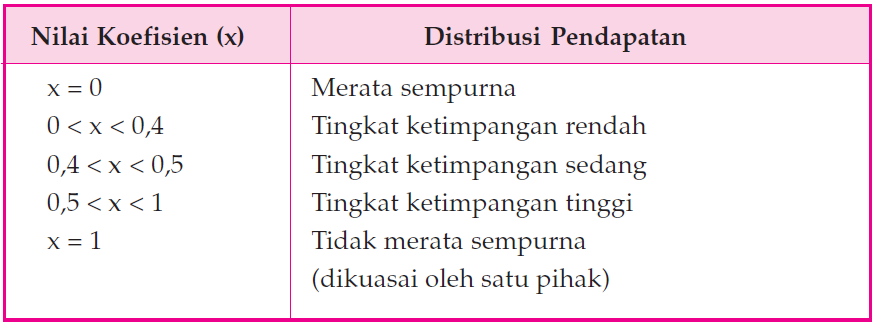 Nilai Koefisien (x) Distribusi Pendapatan
x = 0 Merata sempurna
0 < x < 0,4 Tingkat ketimpangan rendah
0,4 < x < 0,5 Tingkat ketimpangan sedang
0,5 < x < 1 Tingkat ketimpangan tinggi
x = 1 Tidak merata sempurna
(dikuasai oleh satu pihak)